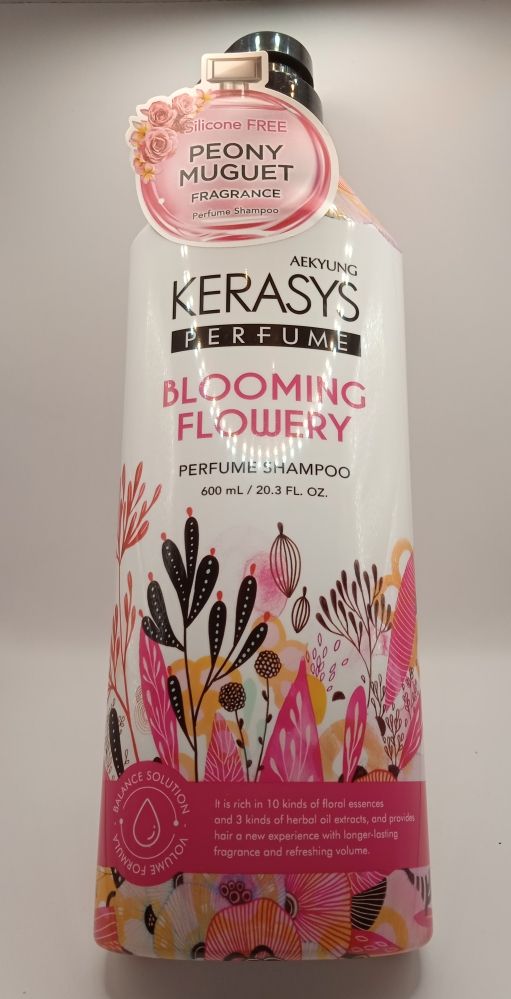 Silicone FREE
PEONY
MUGUET
FRAGRANCE
Perfume Shampoo
AEKYUNG
KERASYS
PERFUME
BLOOMING
FLOWERY
PERFUME SHAMPOO
600 mL / 20.3 FL. OZ.
BALANCE SOLUTION
VOLUME FORMULA
It is rich in 10 kinds of floral essences
and 3 kinds of herbal oil extracts, and provides
hair a new experience with longer-lasting
fragrance and refreshing volume.